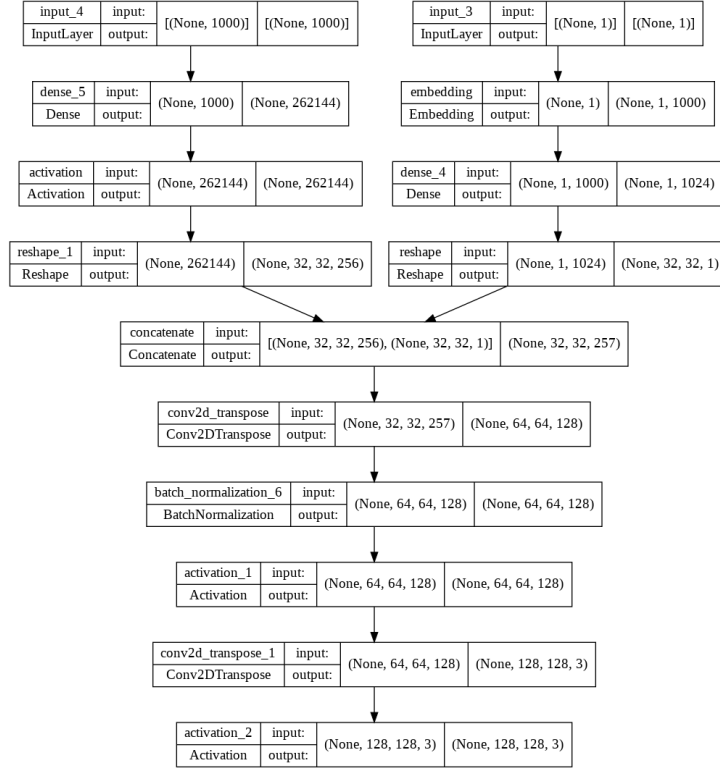 input_4 input: [(None, 1000)] [(None, 1000)]
InputLayer output:
input_3 input: [(None, 1)] [(None, 1)]
InputLayer output:
dense_5 input: (None, 1000) (None, 262144)
Dense output:
embedding input: (None, 1) (None, 1, 1000)
Embedding output:
activation input: (None, 262144) (None, 262144)
Activation output:
dense_4 input: (None, 1, 1000) (None, 1, 1024)
Dense output:
reshape_1 input: (None, 262144) (None, 32, 32, 256)
Reshape output:
reshape input: (None, 1, 1024) (None, 32, 32, 1)
Reshape output:
concatenate input: [(None, 32, 32, 256), (None, 32, 32, 1)] (None, 32, 32, 257)
Concatenate output:
conv2d_transpose input: (None, 32, 32, 257) (None, 64, 64, 128)
Conv2DTranspose output:
batch_normalization_6 input: (None, 64, 64, 128) (None, 64, 64, 128)
BatchNormalization output:
activation_1 input: (None, 64, 64, 128) (None, 64, 64, 128)
Activation output:
conv2d_transpose_1 input: (None, 64, 64, 128) (None, 128, 128, 3)
Conv2DTranspose output:
activation_2 input: (None, 128, 128, 3) (None, 128, 128, 3)
Activation output: